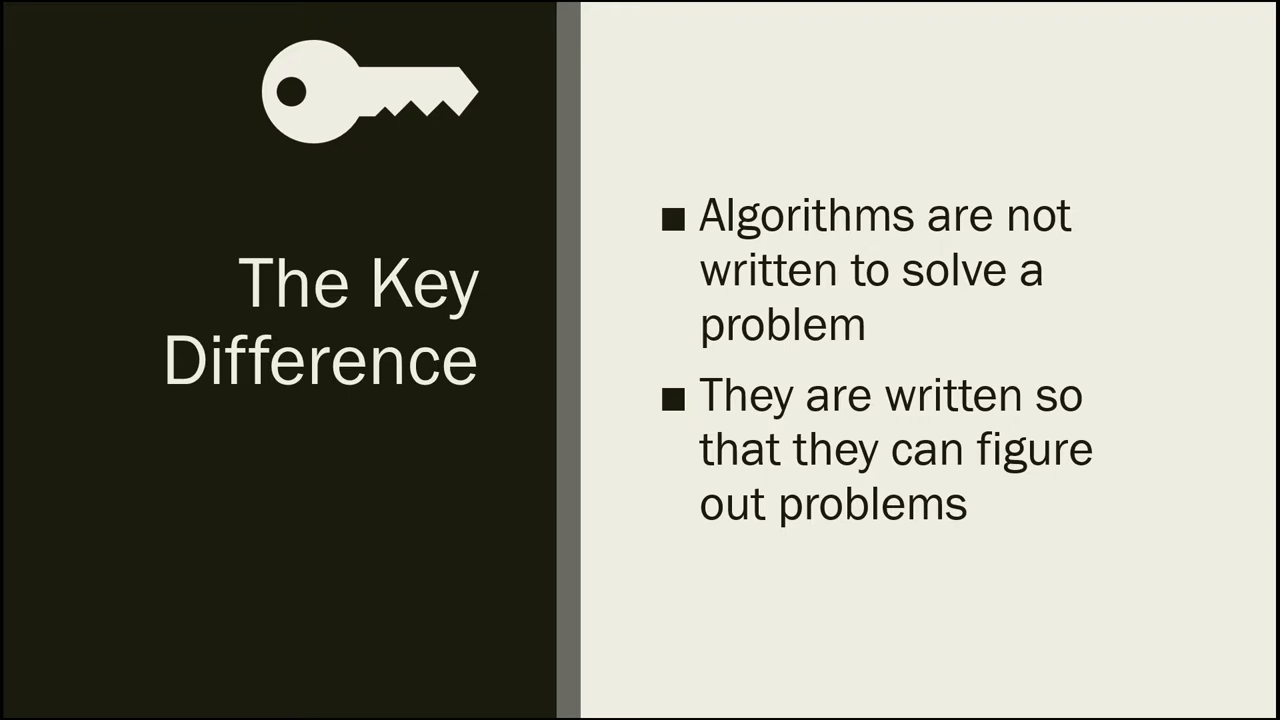 The Key
Difference
■ Algorithms are not
written to solve a
problem
■ They are written so
that they can figure
out problems